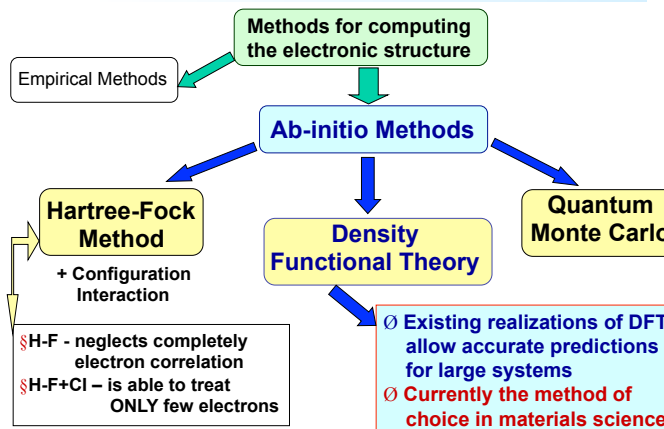 Methods for computing
the electronic structure
Empirical Methods
Ab-initio Methods
Hartree-Fock
Method
+ Configuration
Interaction
Density
Functional Theory
Quantum
Monte Carlo
§H-F - neglects completely
electron correlation
§H-F+CI – is able to treat
ONLY few electrons
Ø Existing realizations of DFT
allow accurate predictions
for large systems
Ø Currently the method of
choice in materials science